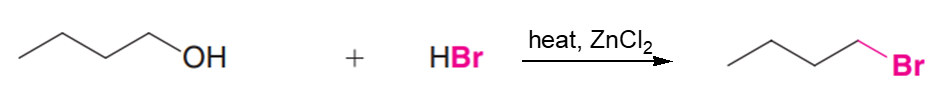 OH + HBr heat, ZnCl₂ Br